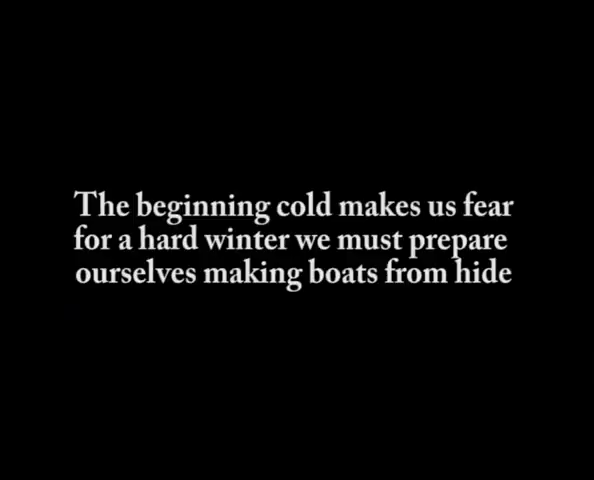 The beginning cold makes us fear
for a hard winter we must prepare
ourselves making boats from hide